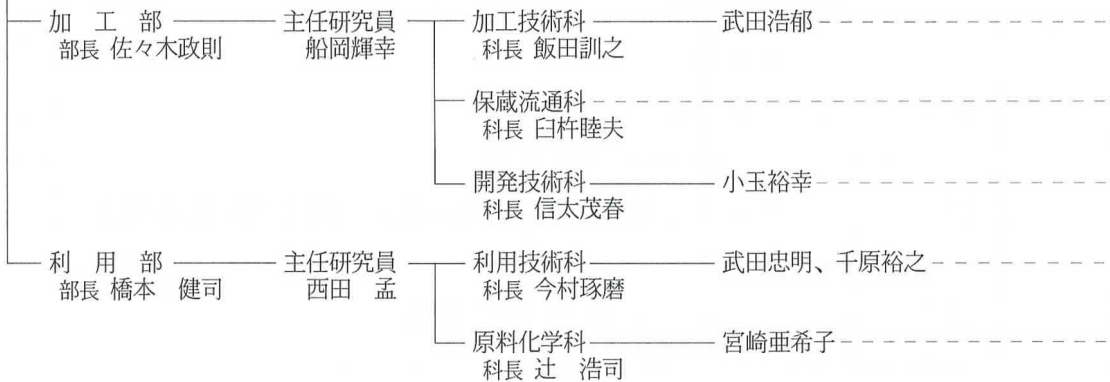 加 工 部 主任研究員 加工技術科 武田浩郁
部長 佐々木政則 船岡輝幸 科長 飯田訓之
保蔵流通科
科長 臼杵睦夫
開発技術科 小玉裕幸
科長 信太茂春
利 用 部 主任研究員 利用技術科 武田忠明、千原裕之
部長 橋本 健司 西田 孟 科長 今村琢磨
原料化学科 宮崎亜希子
科長 辻 浩司